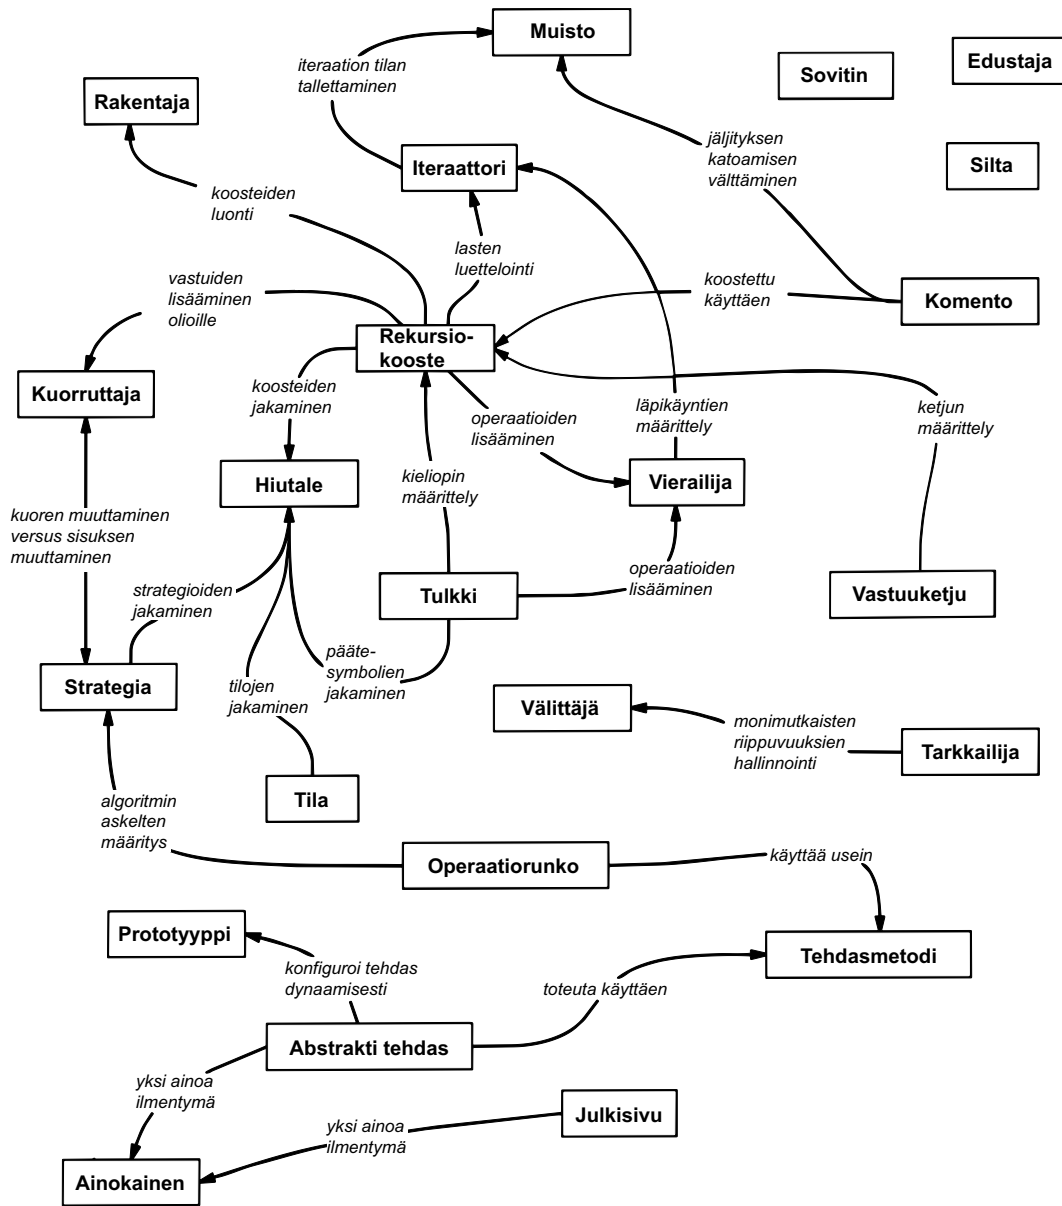 Muisto
Edustaja
Sovitin
iteraation tilan
tallettaminen
Rakentaja
jäljityksen
katoamisen
välttäminen
Iteraattori
Silta
koosteiden
luonti
lasten
luettelointi
vastuiden
lisääminen
olioille
koostettu
käyttäen
Komento
Rekursio-
kooste
Kuorruttaja
koosteiden
jakaminen
operaatioiden
lisääminen
läpikäyntien
määrittely
ketjun
määrittely
Hiutale
kieliopin
määrittely
Vierailija
kuoren muuttaminen
versus sisuksen
muuttaminen
strategioiden
jakaminen
Tulkki
operaatioiden
lisääminen
Vastuuketju
pääte-
symbolien
jakaminen
Strategia
tilojen
jakaminen
Välittäjä
monimutkaisten
riippuvuuksien
hallinnointi
Tarkkailija
Tila
algoritmin
askelten
määritys
Operaatiorunko
käyttää usein
Prototyyppi
Tehdasmetodi
konfiguroi tehdas
dynaamisesti
toteuta käyttäen
Abstrakti tehdas
yksi ainoa
ilmentymä
Julkisivu
yksi ainoa
ilmentymä
Ainokainen